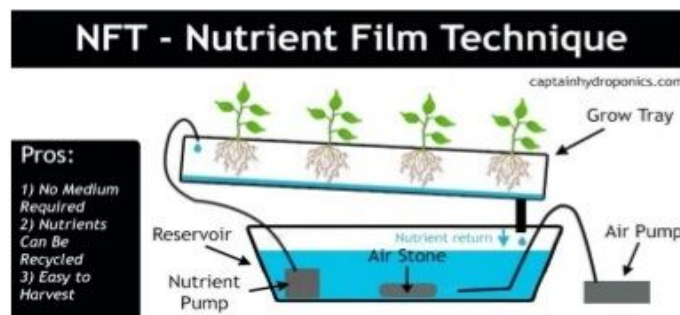 NFT - Nutrient Film Technique
captainhydroponics.com
Grow Tray
Pros:
1) No Medium
Required
2) Nutrients
Can Be
Recycled
3) Easy to
Harvest
Reservoir
Nutrient
Pump
Nutrient return
Air Stone
Air Pump